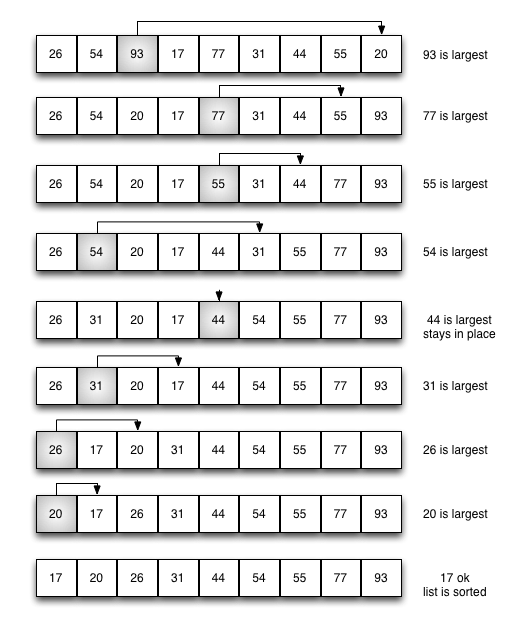 26 54 93 17 77 31 44 55 20 93 is largest
26 54 20 17 77 31 44 55 93 77 is largest
26 54 20 17 55 31 44 77 93 55 is largest
26 54 20 17 44 31 55 77 93 54 is largest
26 31 20 17 44 54 55 77 93 44 is largest
stays in place
26 31 20 17 44 54 55 77 93 31 is largest
26 17 20 31 44 54 55 77 93 26 is largest
20 17 26 31 44 54 55 77 93 20 is largest
17 20 26 31 44 54 55 77 93 17 ok
list is sorted